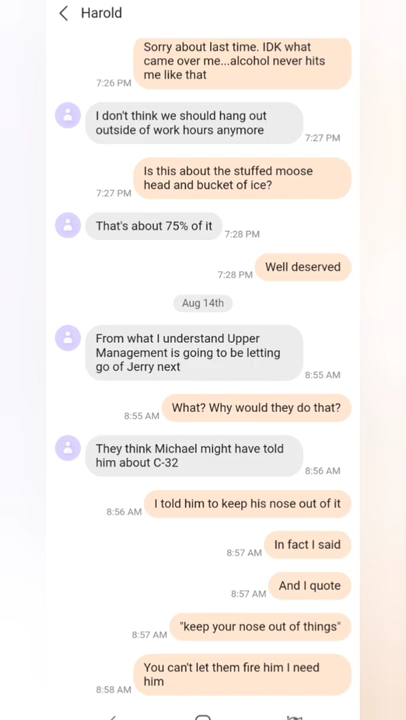 Harold
Sorry about last time. IDK what
came over me...alcohol never hits
me like that
7:26 PM
I don't think we should hang out
outside of work hours anymore
7:27 PM
Is this about the stuffed moose
head and bucket of ice?
7:27 PM
That's about 75% of it
7:28 PM
Well deserved
7:28 PM
Aug 14th
From what I understand Upper
Management is going to be letting
go of Jerry next
8:55 AM
What? Why would they do that?
8:55 AM
They think Michael might have told
him about C-32
8:56 AM
I told him to keep his nose out of it
8:56 AM
In fact I said
8:57 AM
And I quote
8:57 AM
"keep your nose out of things"
8:57 AM
You can't let them fire him I need
him
8:58 AM